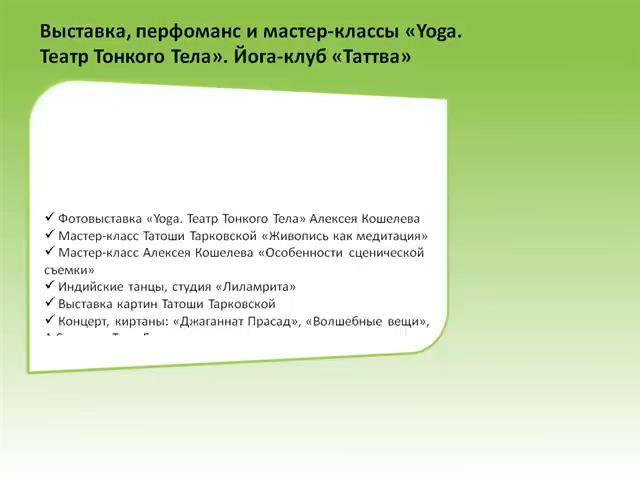 Выставка, перфоманс и мастер-классы «Yoga.
Театр Тонкого Тела». Йога-клуб «Таттва»
✓ Фотовыставка «Yoga. Театр Тонкого Тела» Алексея Кошелева
✓ Мастер-класс Татоши Тарковской «Живопись как медитация»
✓ Мастер-класс Алексея Кошелева «Особенности сценической
съемки»
✓ Индийские танцы, студия «Лиламрита»
✓ Выставка картин Татоши Тарковской
✓ Концерт, киртаны: «Джаганнат Прасад», «Волшебные вещи»,